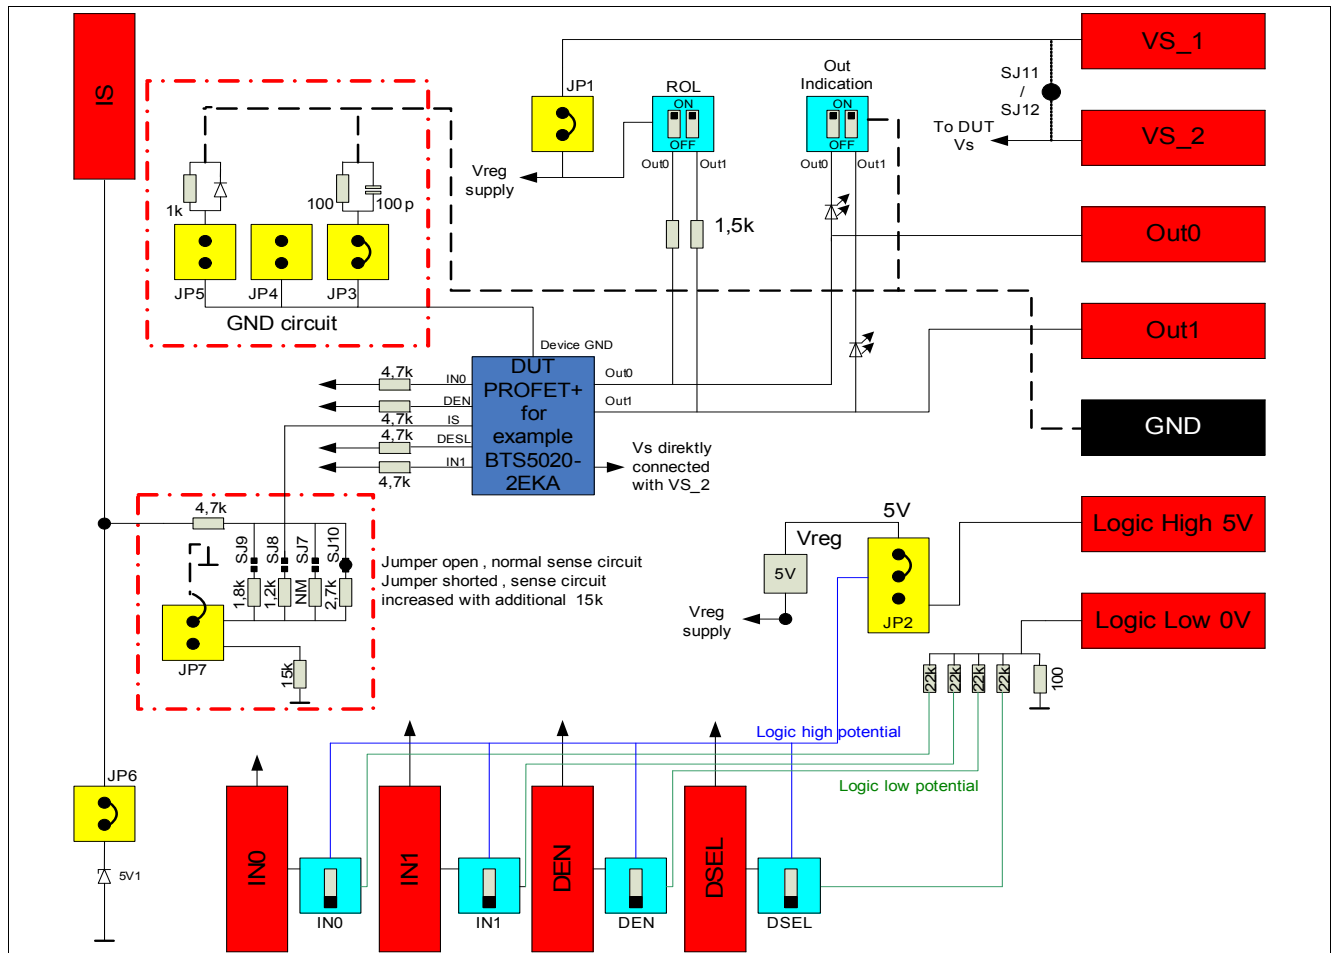 IS
VS_1
VS_2
Out0
Out1
GND
Logic High 5V
Logic Low 0V
JP1
ROL
ON
OFF
Out0
Out1
Out
Indication
ON
OFF
Out0
Out1
SJ11
/
SJ12
To DUT
Vs
Vreg
supply
1,5k
1k
100
100 p
JP5
JP4
JP3
GND circuit
Device GND
DUT
PROFET+
for
example
BTS5020-
2EKA
IN0
DEN
IS
DESL
IN1
4,7k
4,7k
4,7k
4,7k
Out0
Out1
Vs direktly
connected
with VS_2
4,7k
SJ9
SJ8
SJ7
SJ10
1,8k
1,2k
NM
2,7k
JP7
15k
Jumper open , normal sense circuit
Jumper shorted , sense circuit
increased with additional 15k
5V
Vreg
5V
Vreg
supply
JP2
22k
22k
22k
22k
100
Logic high potential
Logic low potential
JP6
5V1
IN0
IN0
IN1
IN1
DEN
DEN
DSEL
DSEL